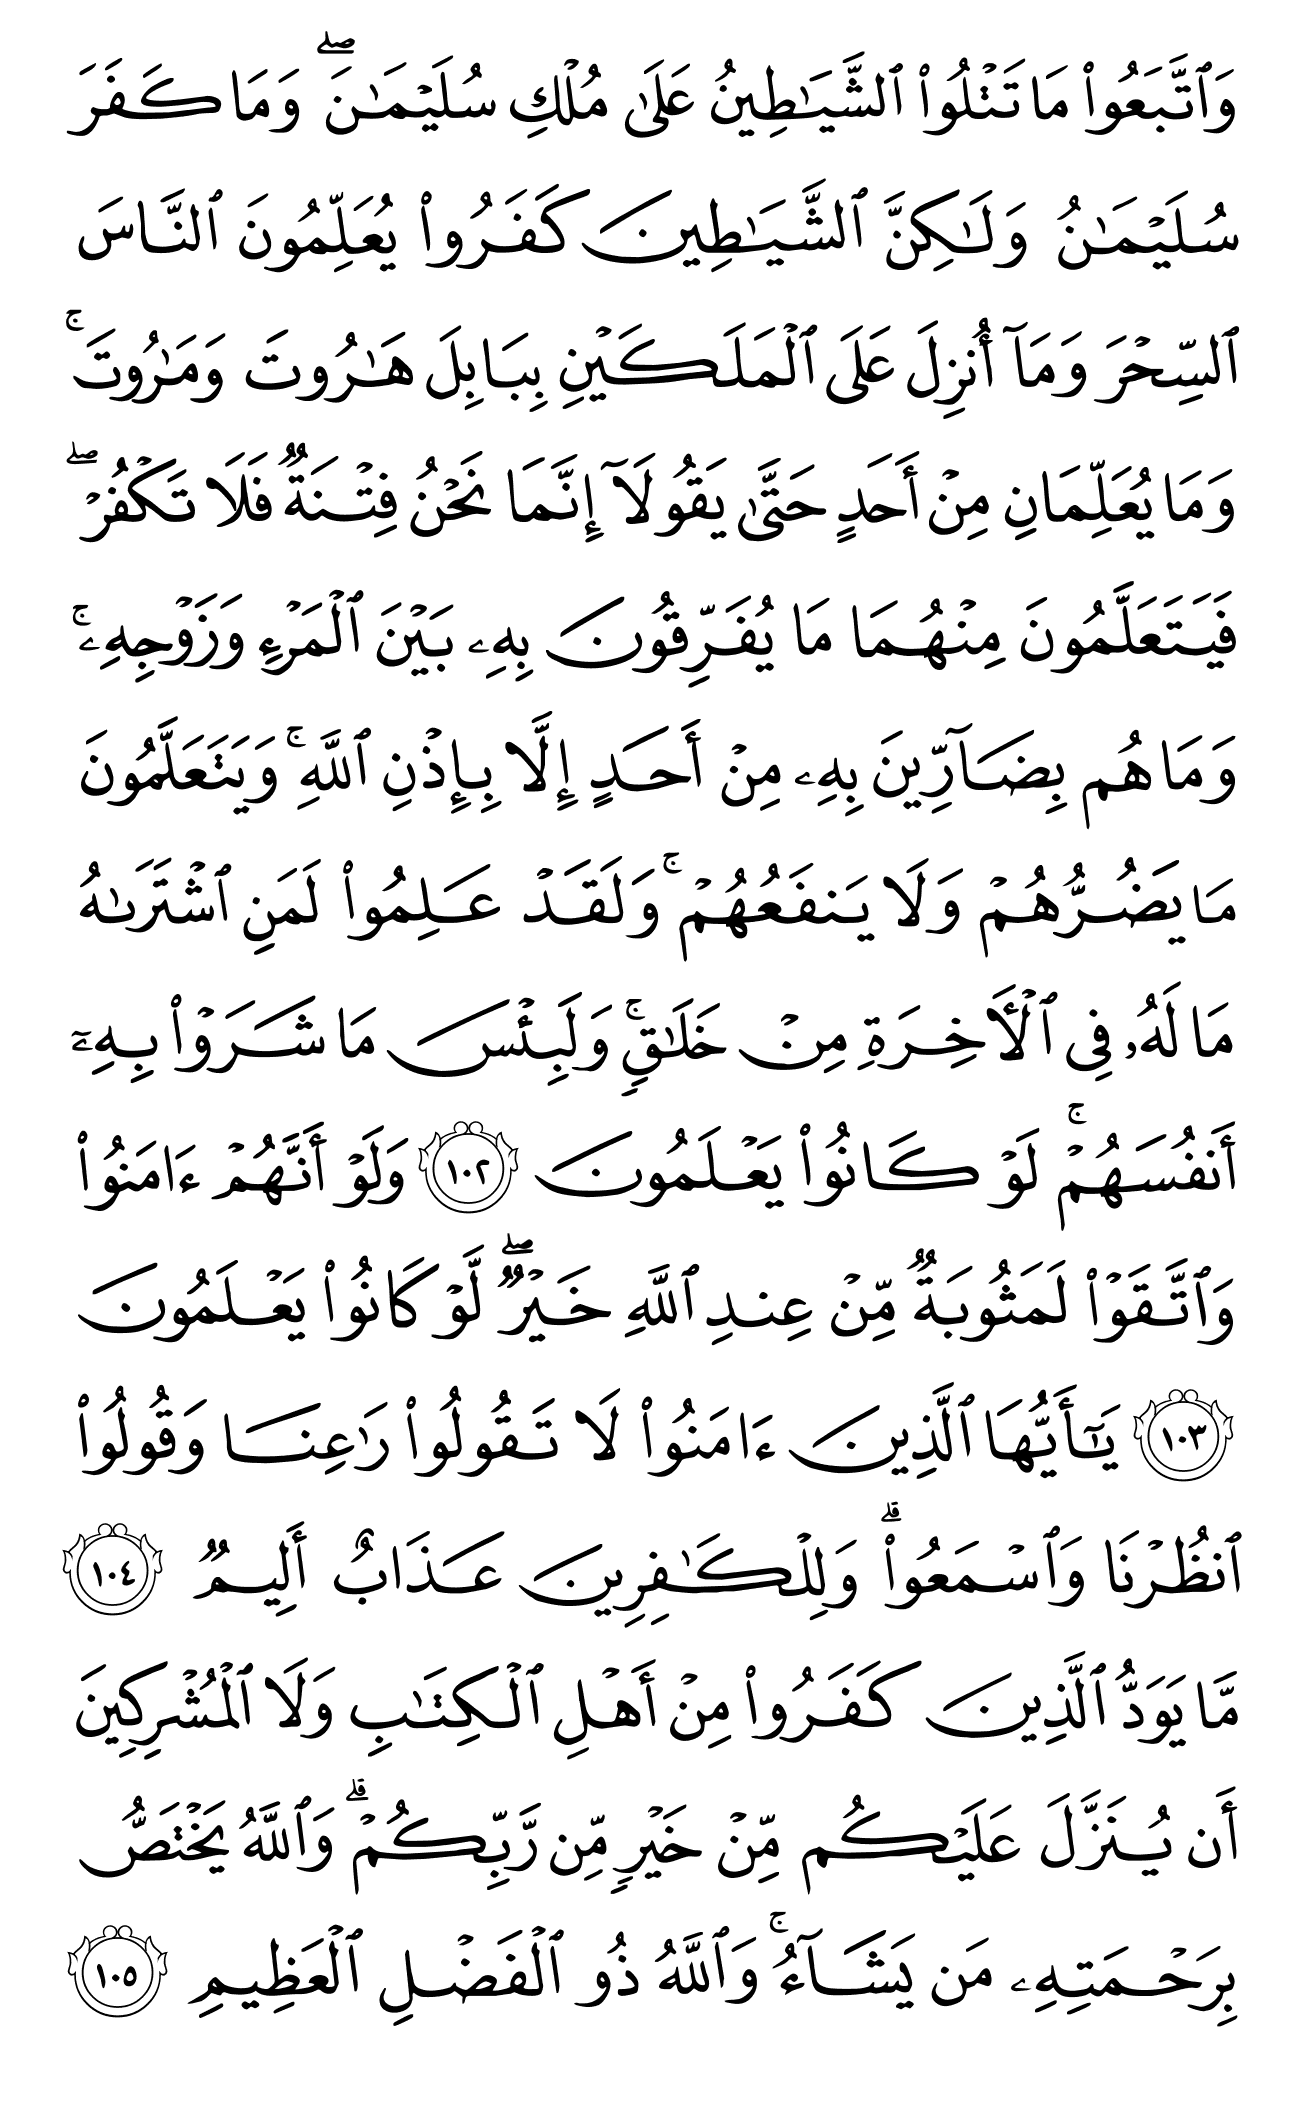 وَٱتَّبَعُوا۟ مَا تَتْلُوا۟ ٱلشَّيَـٰطِينُ عَلَىٰ مُلْكِ سُلَيْمَـٰنَ ۖ وَمَا كَفَرَ
سُلَيْمَـٰنُ وَلَـٰكِنَّ ٱلشَّيَـٰطِينَ كَفَرُوا۟ يُعَلِّمُونَ ٱلنَّاسَ
ٱلسِّحْرَ وَمَآ أُنزِلَ عَلَى ٱلْمَلَكَيْنِ بِبَابِلَ هَـٰرُوتَ وَمَـٰرُوتَ ۚ
وَمَا يُعَلِّمَانِ مِنْ أَحَدٍ حَتَّىٰ يَقُولَآ إِنَّمَا نَحْنُ فِتْنَةٌ فَلَا تَكْفُرْ ۖ
فَيَتَعَلَّمُونَ مِنْهُمَا مَا يُفَرِّقُونَ بِهِۦ بَيْنَ ٱلْمَرْءِ وَزَوْجِهِۦ ۚ
وَمَا هُم بِضَآرِّينَ بِهِۦ مِنْ أَحَدٍ إِلَّا بِإِذْنِ ٱللَّهِ ۚ وَيَتَعَلَّمُونَ
مَا يَضُرُّهُمْ وَلَا يَنفَعُهُمْ ۚ وَلَقَدْ عَلِمُوا۟ لَمَنِ ٱشْتَرَىٰهُ
مَا لَهُۥ فِى ٱلْـَٔاخِرَةِ مِنْ خَلَـٰقٍ ۚ وَلَبِئْسَ مَا شَرَوْا۟ بِهِۦٓ
أَنفُسَهُمْ ۚ لَوْ كَانُوا۟ يَعْلَمُونَ ١٠٢ وَلَوْ أَنَّهُمْ ءَامَنُوا۟
وَٱتَّقَوْا۟ لَمَثُوبَةٌ مِّنْ عِندِ ٱللَّهِ خَيْرٌ ۖ لَّوْ كَانُوا۟ يَعْلَمُونَ
١٠٣ يَـٰٓأَيُّهَا ٱلَّذِينَ ءَامَنُوا۟ لَا تَقُولُوا۟ رَٰعِنَا وَقُولُوا۟
ٱنظُرْنَا وَٱسْمَعُوا۟ ۗ وَلِلْكَـٰفِرِينَ عَذَابٌ أَلِيمٌ ١٠٤
مَّا يَوَدُّ ٱلَّذِينَ كَفَرُوا۟ مِنْ أَهْلِ ٱلْكِتَـٰبِ وَلَا ٱلْمُشْرِكِينَ
أَن يُنَزَّلَ عَلَيْكُم مِّنْ خَيْرٍ مِّن رَّبِّكُمْ ۗ وَٱللَّهُ يَخْتَصُّ
بِرَحْمَتِهِۦ مَن يَشَآءُ ۚ وَٱللَّهُ ذُو ٱلْفَضْلِ ٱلْعَظِيمِ ١٠٥